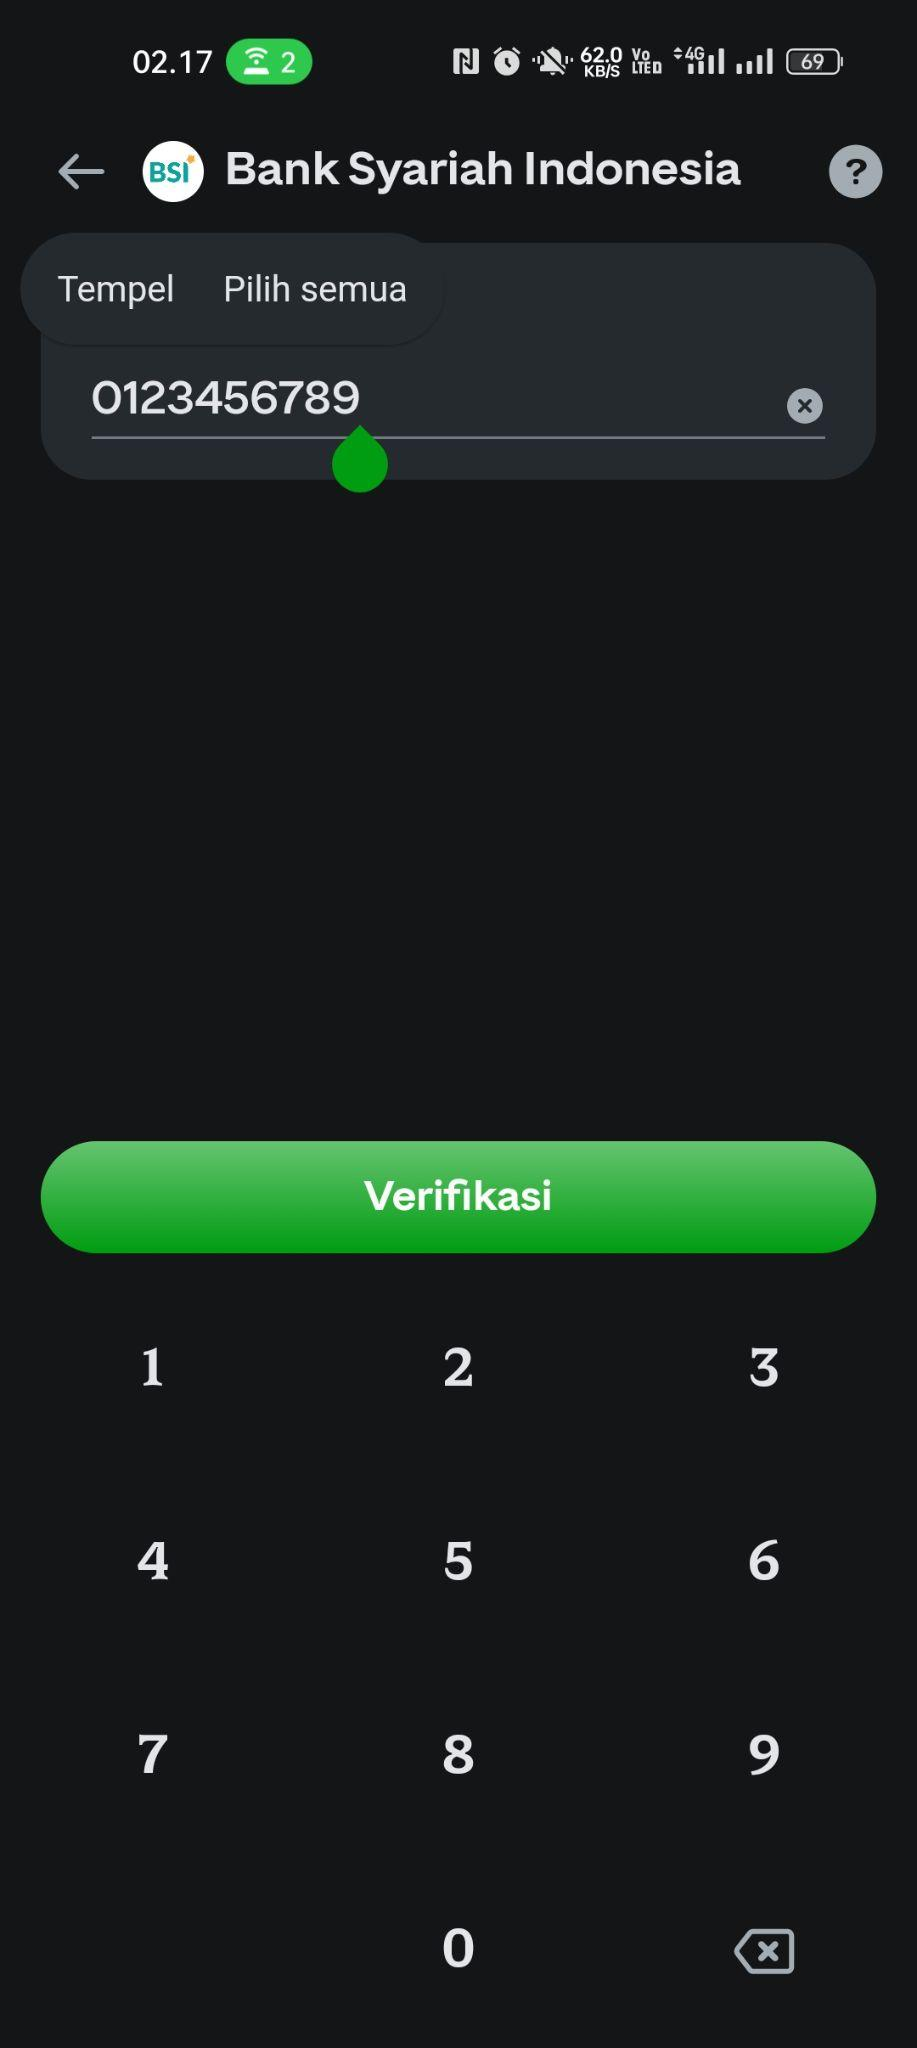 02.17 2 62.0 KB/S Vo LTE 4G 69
BSI Bank Syariah Indonesia ?
Tempel Pilih semua
0123456789
Verifikasi
1 2 3
4 5 6
7 8 9
0